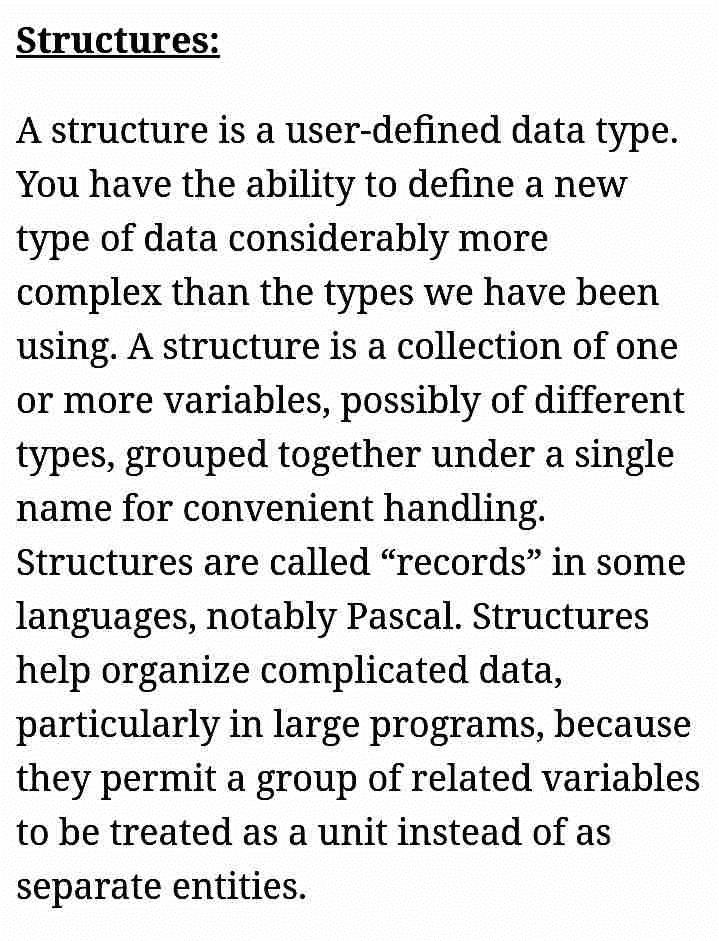 Structures:
A structure is a user-defined data type.
You have the ability to define a new
type of data considerably more
complex than the types we have been
using. A structure is a collection of one
or more variables, possibly of different
types, grouped together under a single
name for convenient handling.
Structures are called “records” in some
languages, notably Pascal. Structures
help organize complicated data,
particularly in large programs, because
they permit a group of related variables
to be treated as a unit instead of as
separate entities.